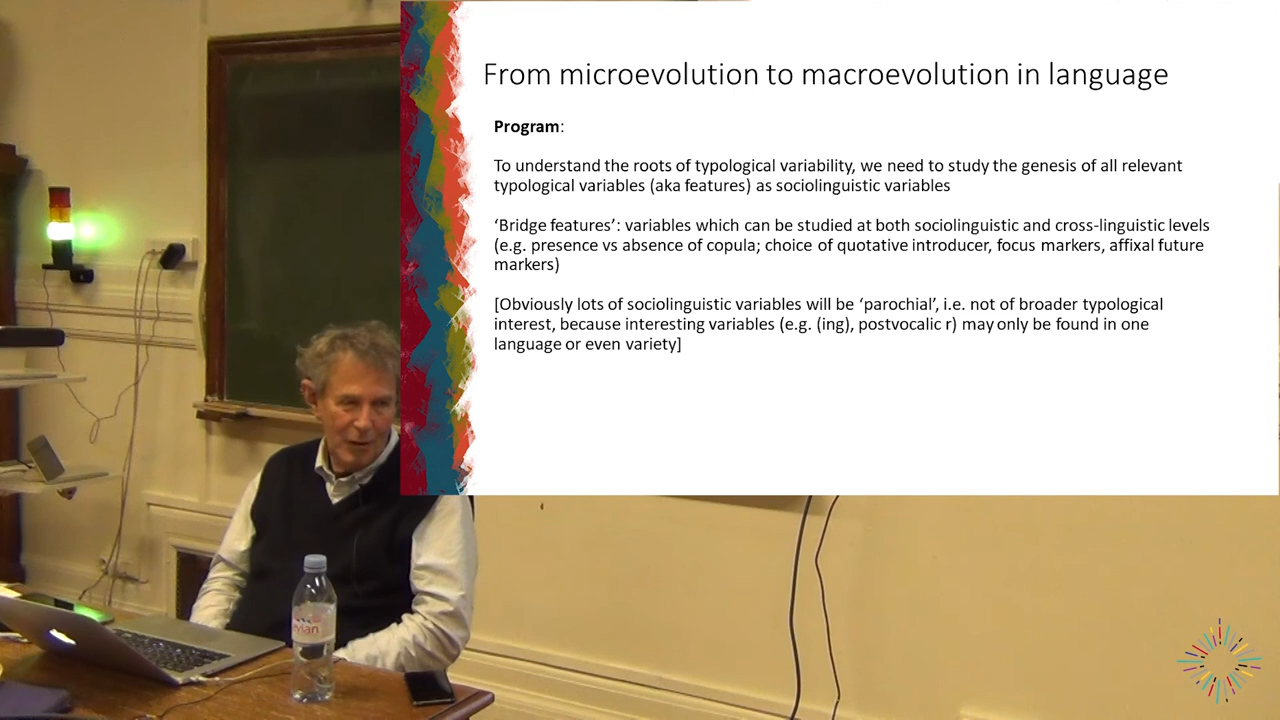 From microevolution to macroevolution in language
Program:
To understand the roots of typological variability, we need to study the genesis of all relevant
typological variables (aka features) as sociolinguistic variables
‘Bridge features’: variables which can be studied at both sociolinguistic and cross-linguistic levels
(e.g. presence vs absence of copula; choice of quotative introducer, focus markers, affixal future
markers)
[Obviously lots of sociolinguistic variables will be ‘parochial’, i.e. not of broader typological
interest, because interesting variables (e.g. (ing), postvocalic r) may only be found in one
language or even variety]
evian